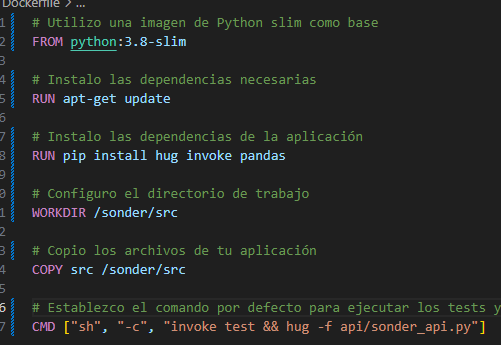 Dockerfile > ...
1 # Utilizo una imagen de Python slim como base
2 FROM python:3.8-slim
3
4 # Instalo las dependencias necesarias
5 RUN apt-get update
6
7 # Instalo las dependencias de la aplicación
8 RUN pip install hug invoke pandas
9
0 # Configuro el directorio de trabajo
1 WORKDIR /sonder/src
2
3 # Copio los archivos de tu aplicación
4 COPY src /sonder/src
5
6 # Establezco el comando por defecto para ejecutar los tests y
7 CMD ["sh", "-c", "invoke test && hug -f api/sonder_api.py"]